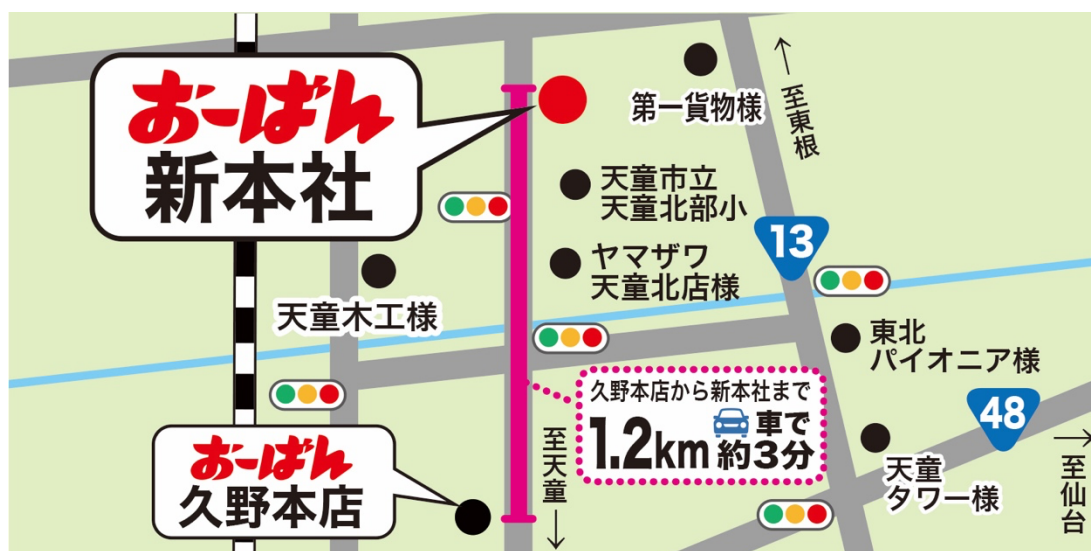 おーばん
新本社
第一貨物様
←至東根
天童市立
天童北部小
13
ヤマザワ
天童北店様
天童木工様
東北
パイオニア様
久野本店から新本社まで
1.2km
車で
約3分
48
おーばん
久野本店
至天童→
天童
タワー様
→
至仙台